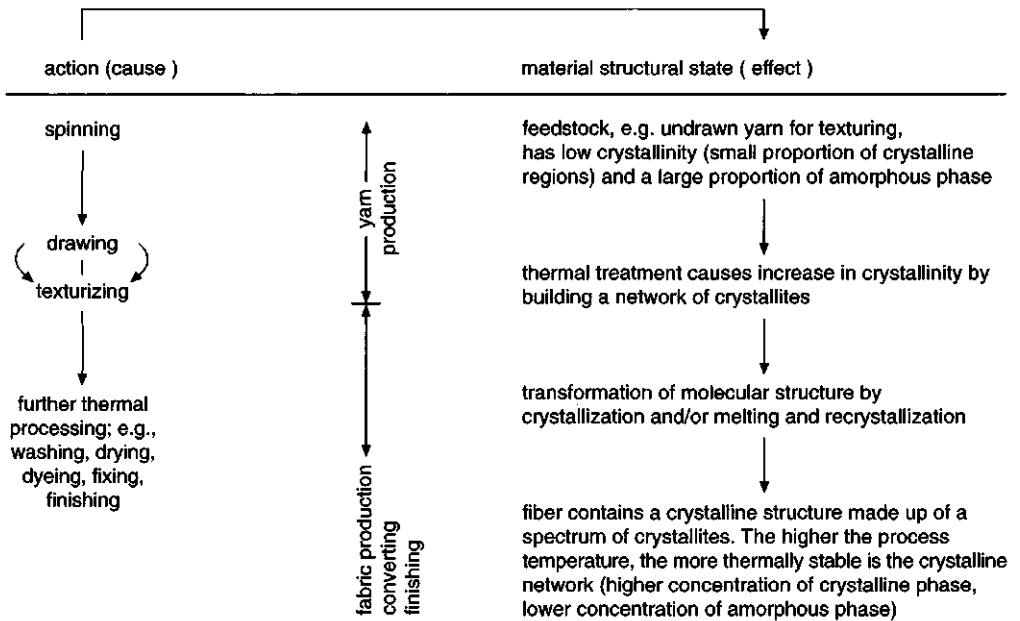 action (cause )
material structural state ( effect )
spinning
drawing
texturizing
further thermal
processing; e.g.,
washing, drying,
dyeing, fixing,
finishing
yarn
production
fabric production
converting
finishing
feedstock, e.g. undrawn yarn for texturing,
has low crystallinity (small proportion of crystalline
regions) and a large proportion of amorphous phase
thermal treatment causes increase in crystallinity by
building a network of crystallites
transformation of molecular structure by
crystallization and/or melting and recrystallization
fiber contains a crystalline structure made up of a
spectrum of crystallites. The higher the process
temperature, the more thermally stable is the crystalline
network (higher concentration of crystalline phase,
lower concentration of amorphous phase)